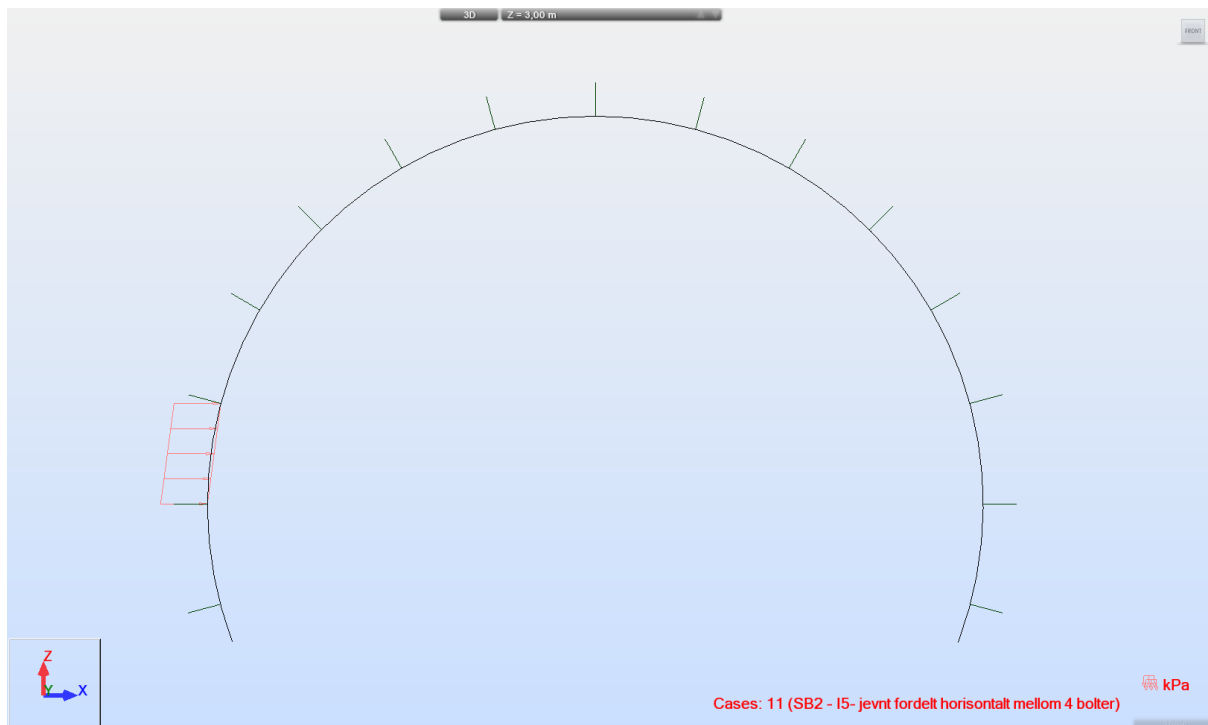 3D
Z = 3,00 m
FRONT
Z
Y
X
kPa
Cases: 11 (SB2 - I5- jevnt fordelt horisontalt mellom 4 bolter)